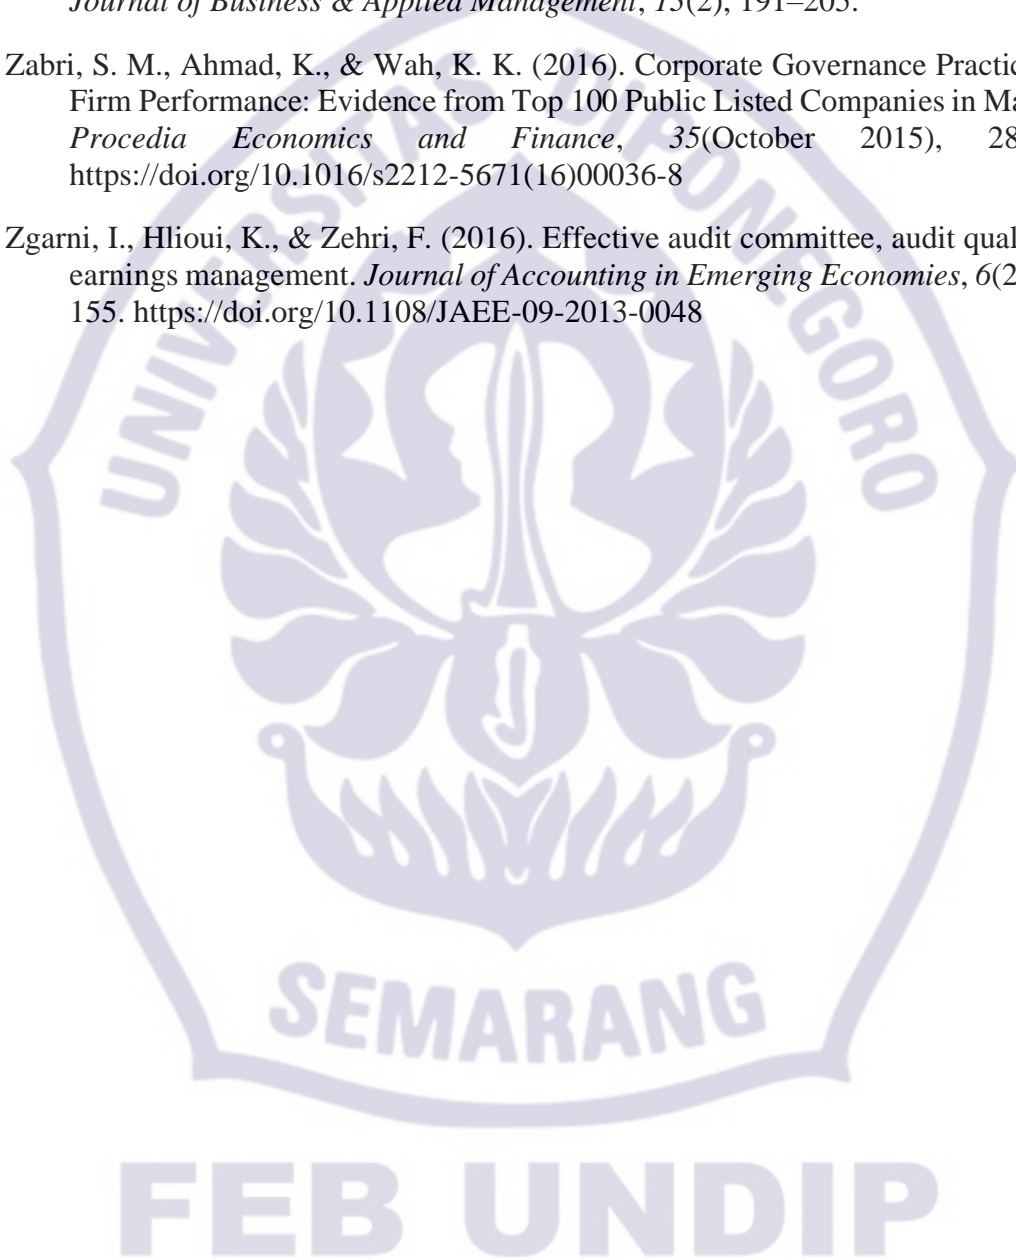 Journal of Business & Applied Management, 15(2), 191–205.
Zabri, S. M., Ahmad, K., & Wah, K. K. (2016). Corporate Governance Practic
Firm Performance: Evidence from Top 100 Public Listed Companies in Ma
Procedia Economics and Finance, 35(October 2015), 28
https://doi.org/10.1016/s2212-5671(16)00036-8
Zgarni, I., Hlioui, K., & Zehri, F. (2016). Effective audit committee, audit qual
earnings management. Journal of Accounting in Emerging Economies, 6(2
155. https://doi.org/10.1108/JAEE-09-2013-0048
UNIVERSITAS DIPONEGORO
SEMARANG
FEB UNDIP